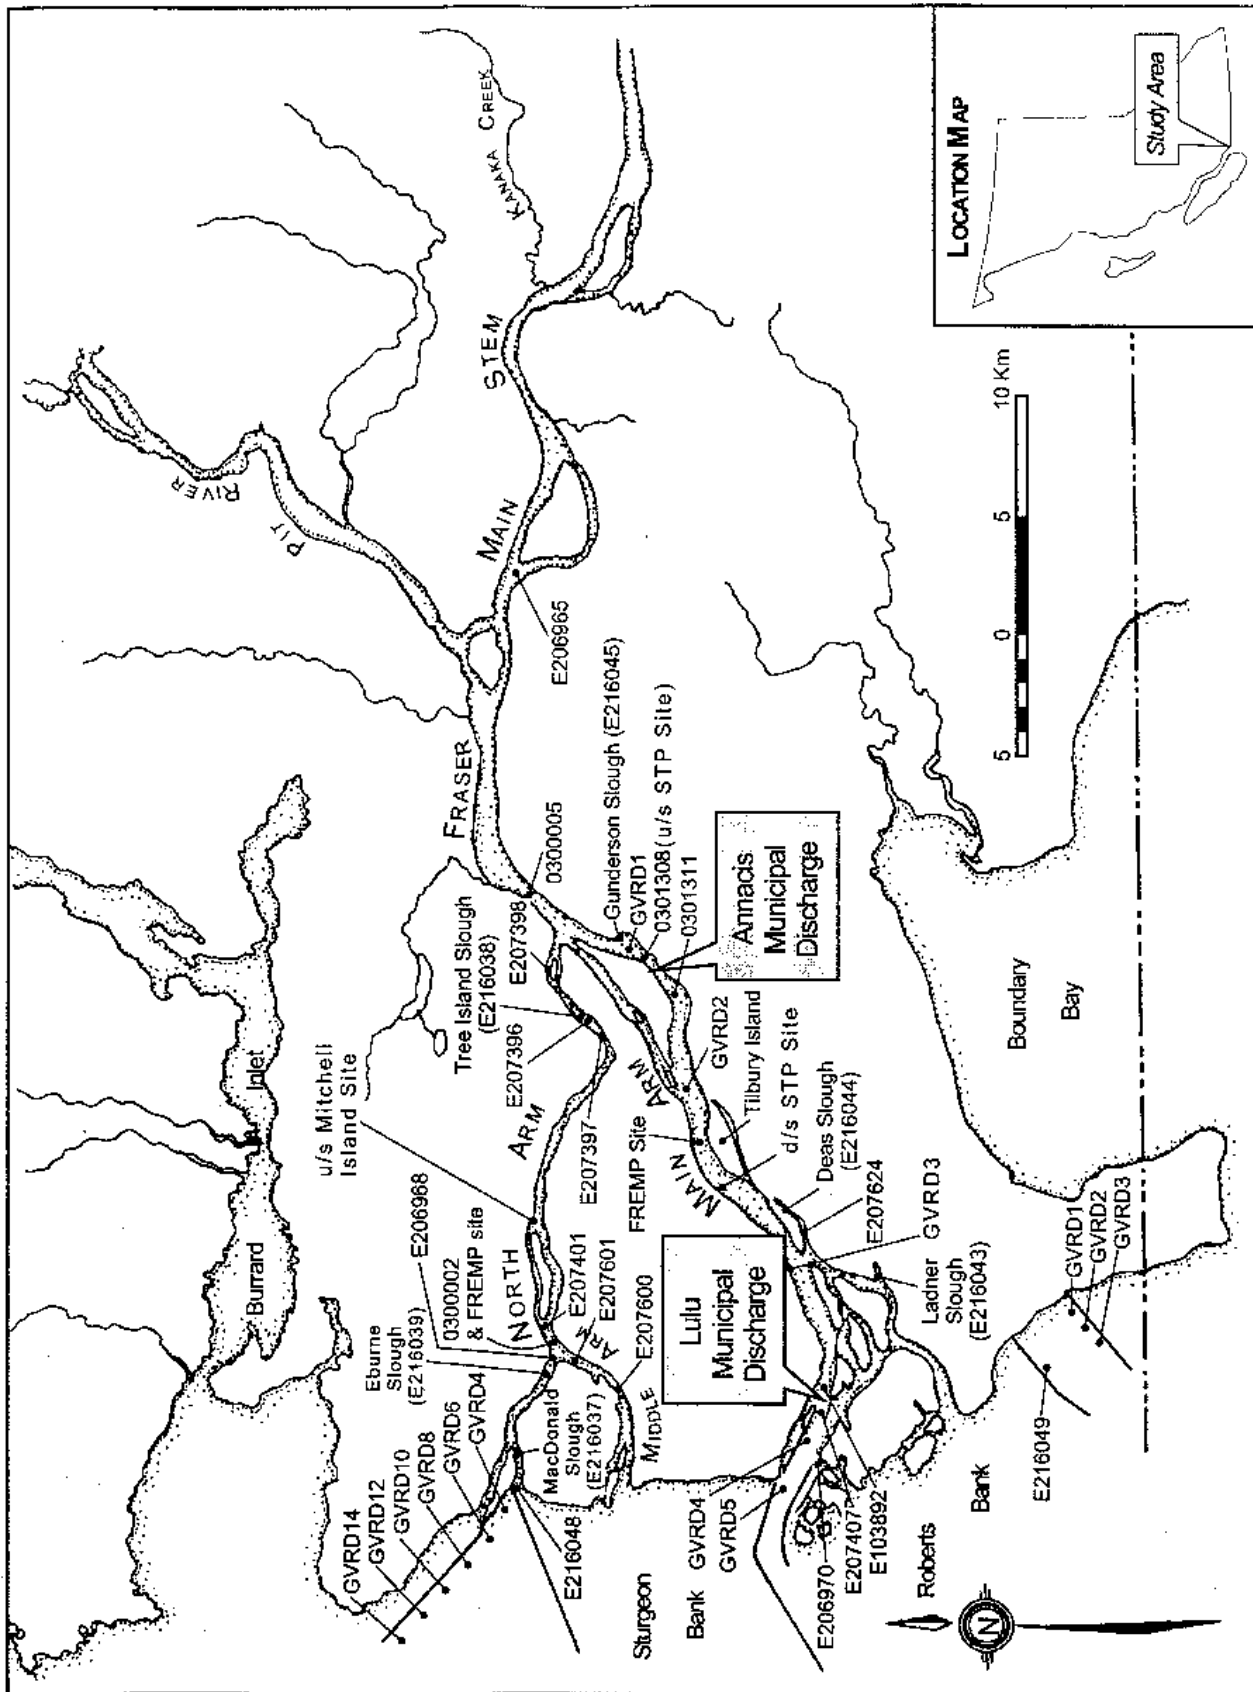 KANAKA CREEK
PIT RIVER
STEM
MAIN
FRASER
E206965
Burrard
Inlet
u/s Mitchell
Island Site
Tree Island Slough
(E216038)
E207398
E207396
E207397
0300005
Gunderson Slough (E216045)
GVRD1
0301308 (u/s STP Site)
0301311
Annacis
Municipal
Discharge
NORTH ARM
E206968
0300002
& FREMP site
Eburne
Slough
(E216039)
E207401
E207601
E207600
MIDDLE ARM
GVRD14
GVRD12
GVRD10
GVRD8
GVRD6
GVRD4
MacDonald
Slough
(E216037)
E216048
MAIN ARM
FREMP Site
GVRD2
Tilbury Island
d/s STP Site
Deas Slough
(E216044)
E207624
GVRD3
Ladner
Slough
(E216043)
Lulu
Municipal
Discharge
GVRD4
GVRD5
E206970
E207407
E103892
Sturgeon
Bank
Roberts
Bank
E216049
GVRD1
GVRD2
GVRD3
Boundary
Bay
5 0 5 10 Km
N
LOCATION MAP
Study Area